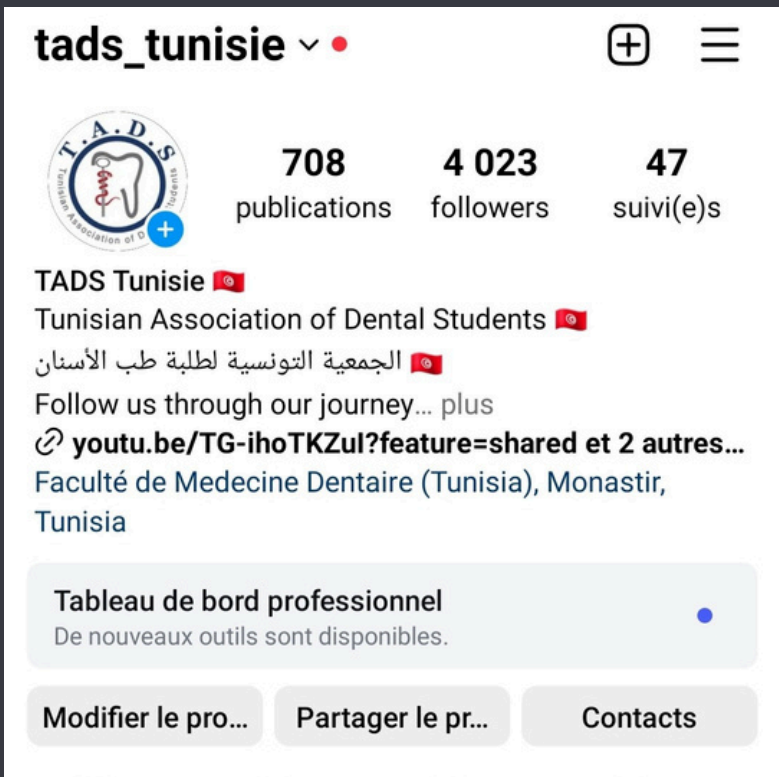 tads_tunisie
T.A.D.S
Tunisian Association of D
tudents
708
4 023
47
publications
followers
suivi(e)s
TADS Tunisie 🇹🇳
Tunisian Association of Dental Students 🇹🇳
🇹🇳 الجمعية التونسية لطلبة طب الأسنان
Follow us through our journey... plus
youtu.be/TG-ihoTKZuI?feature=shared et 2 autres...
Faculté de Medecine Dentaire (Tunisia), Monastir,
Tunisia
Tableau de bord professionnel
De nouveaux outils sont disponibles.
Modifier le pro...
Partager le pr...
Contacts